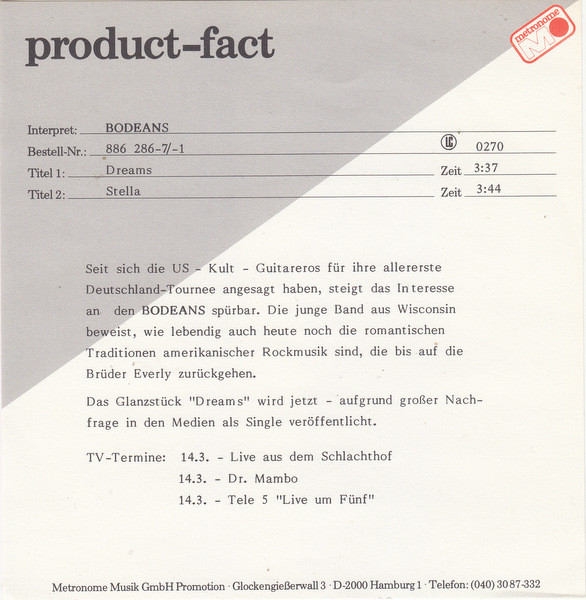 product-fact
metronome
M
Interpret: BODEANS
Bestell-Nr.: 886 286-7/-1 LC 0270
Titel 1: Dreams Zeit 3:37
Titel 2: Stella Zeit 3:44
Seit sich die US - Kult - Guitareros für ihre allererste
Deutschland-Tournee angesagt haben, steigt das Interesse
an den BODEANS spürbar. Die junge Band aus Wisconsin
beweist, wie lebendig auch heute noch die romantischen
Traditionen amerikanischer Rockmusik sind, die bis auf die
Brüder Everly zurückgehen.
Das Glanzstück "Dreams" wird jetzt - aufgrund großer Nach-
frage in den Medien als Single veröffentlicht.
TV-Termine: 14.3. - Live aus dem Schlachthof
14.3. - Dr. Mambo
14.3. - Tele 5 "Live um Fünf"
Metronome Musik GmbH Promotion · Glockengießerwall 3 · D-2000 Hamburg 1 · Telefon: (040) 30 87-332